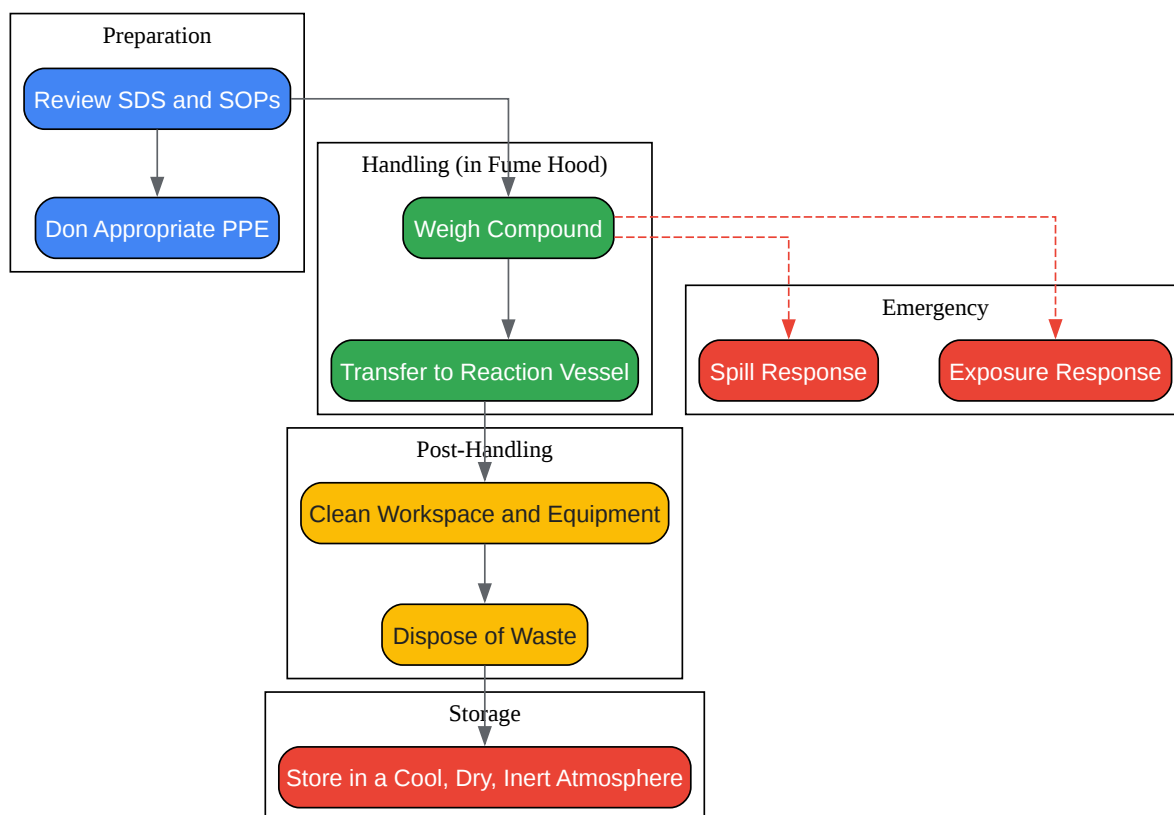 Preparation
Review SDS and SOPs
Don Appropriate PPE
Handling (in Fume Hood)
Weigh Compound
Transfer to Reaction Vessel
Emergency
Spill Response
Exposure Response
Post-Handling
Clean Workspace and Equipment
Dispose of Waste
Storage
Store in a Cool, Dry, Inert Atmosphere